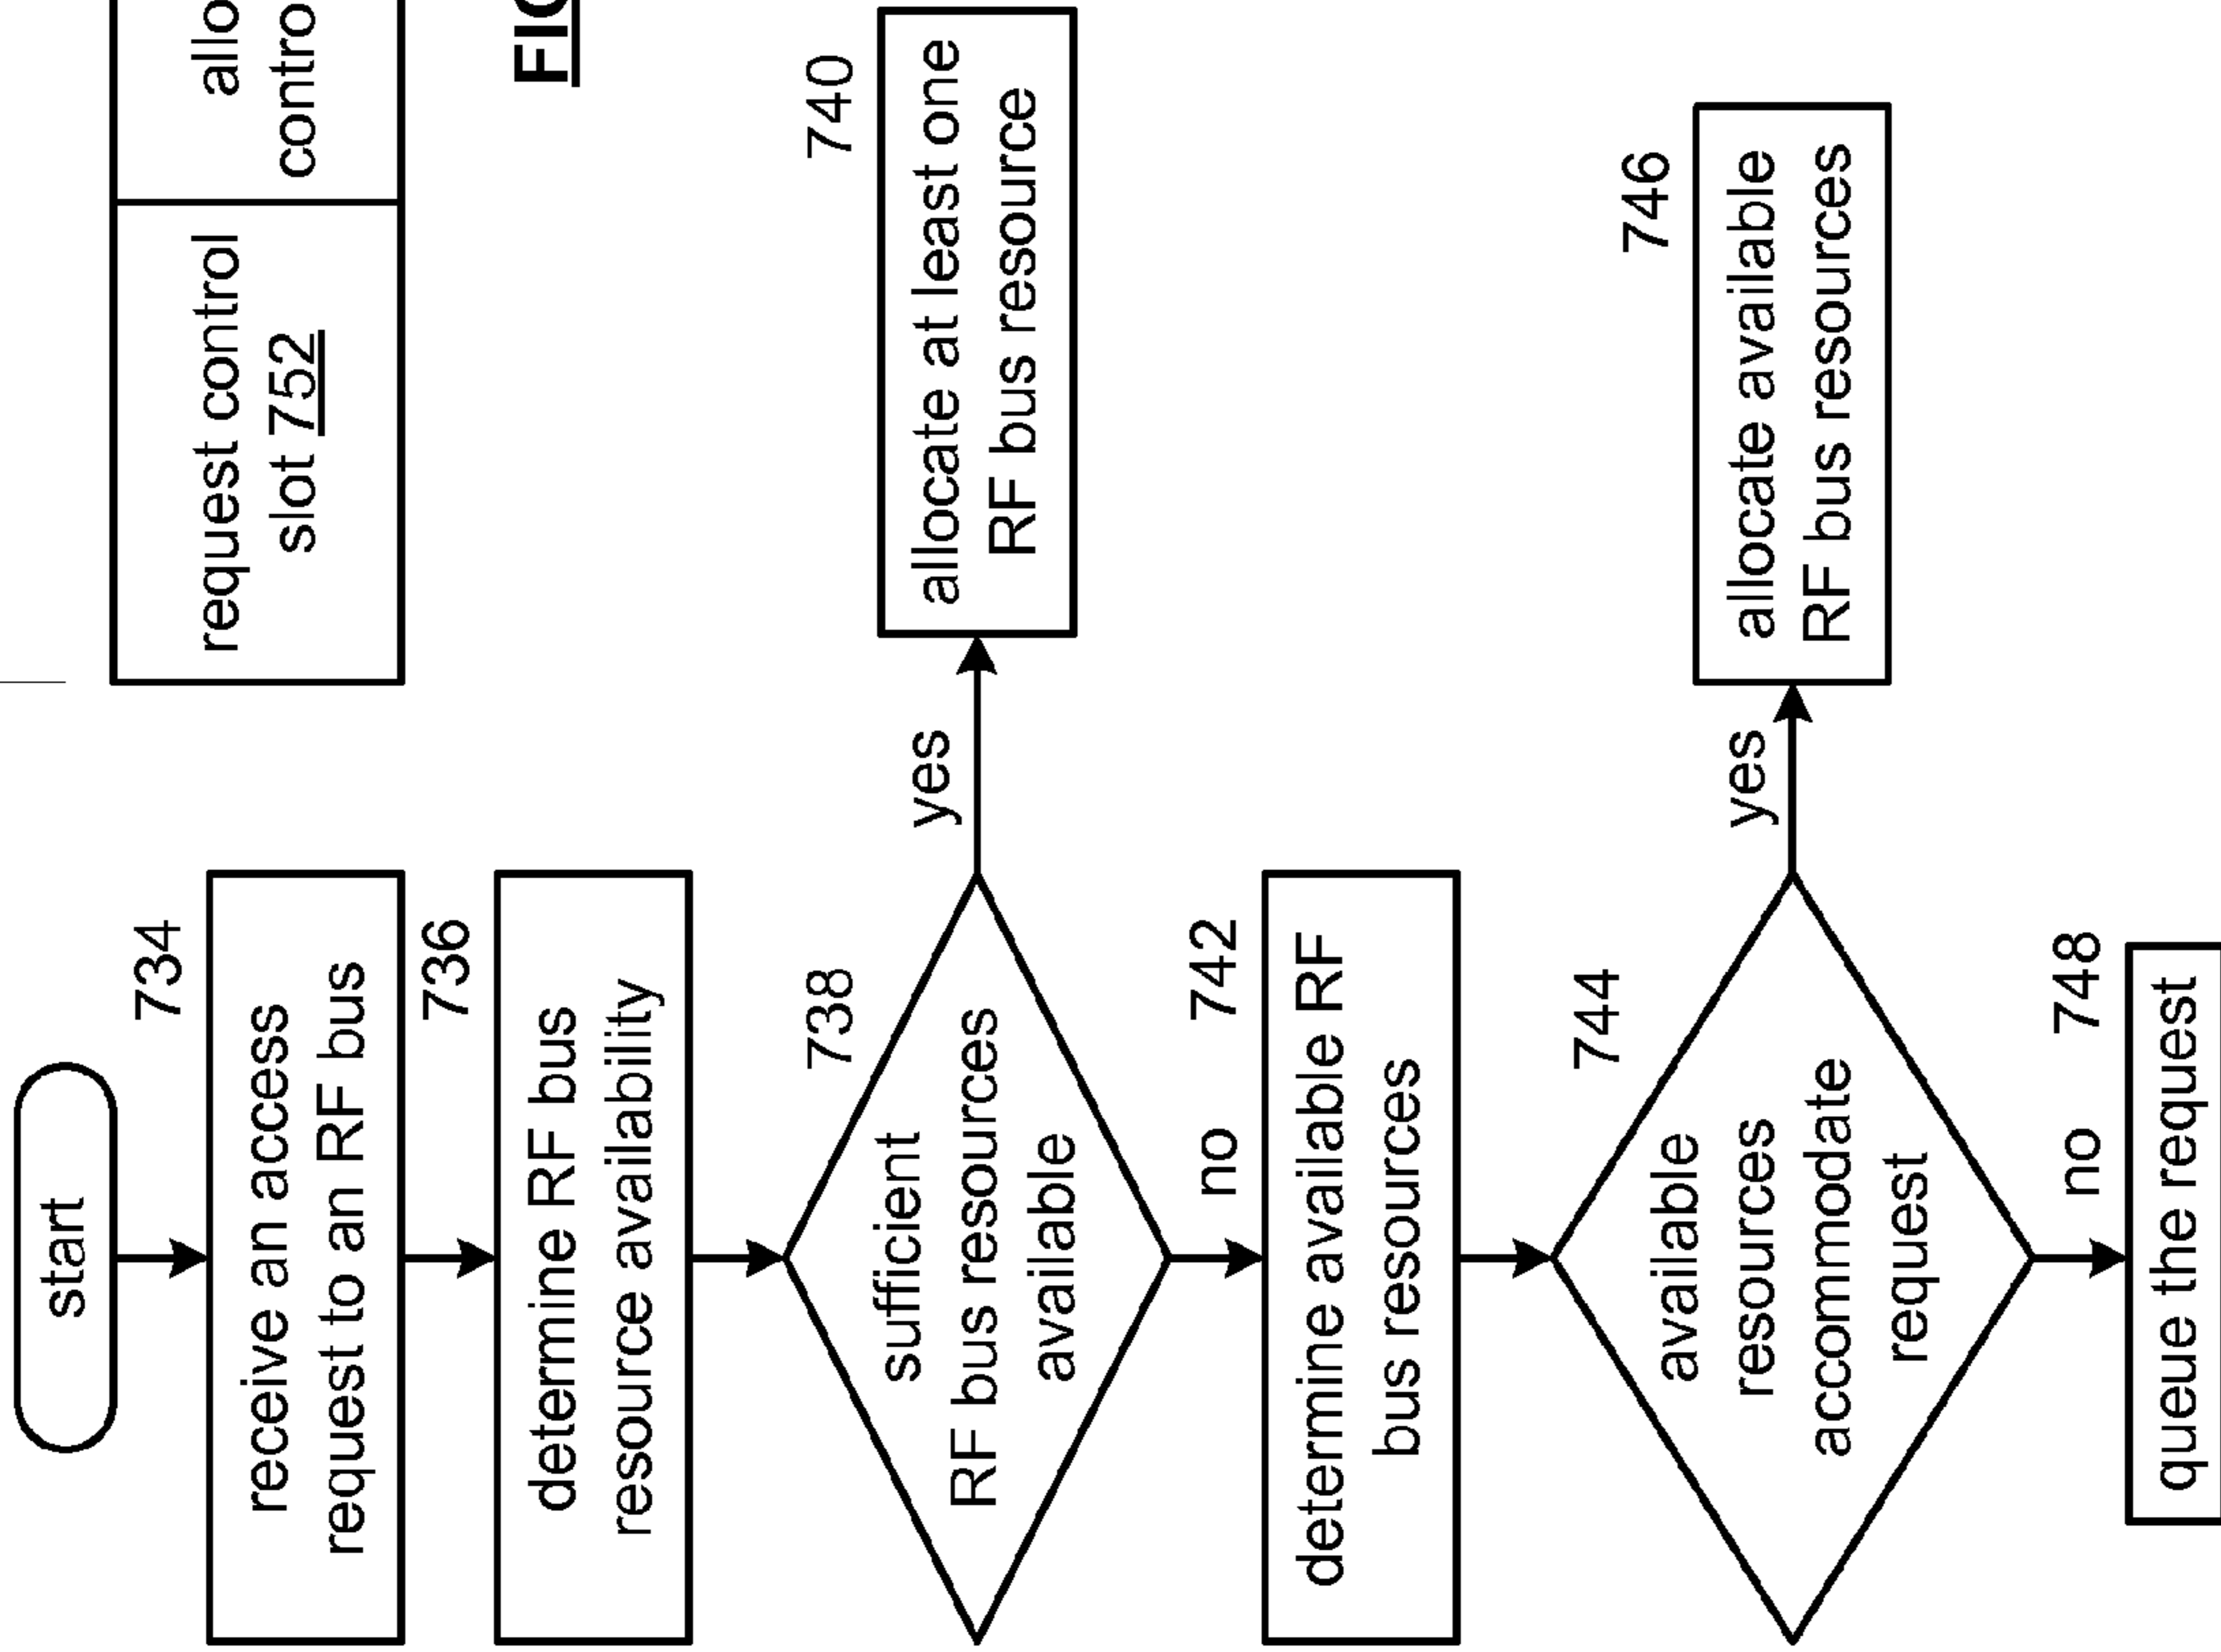 start
734
receive an access
request to an RF bus
736
determine RF bus
resource availability
738
sufficient
RF bus resources
available
yes
740
allocate at least one
RF bus resource
no
742
determine available RF
bus resources
744
available
resources
accommodate
request
yes
746
allocate available
RF bus resources
no
748
queue the request
request control
slot 752